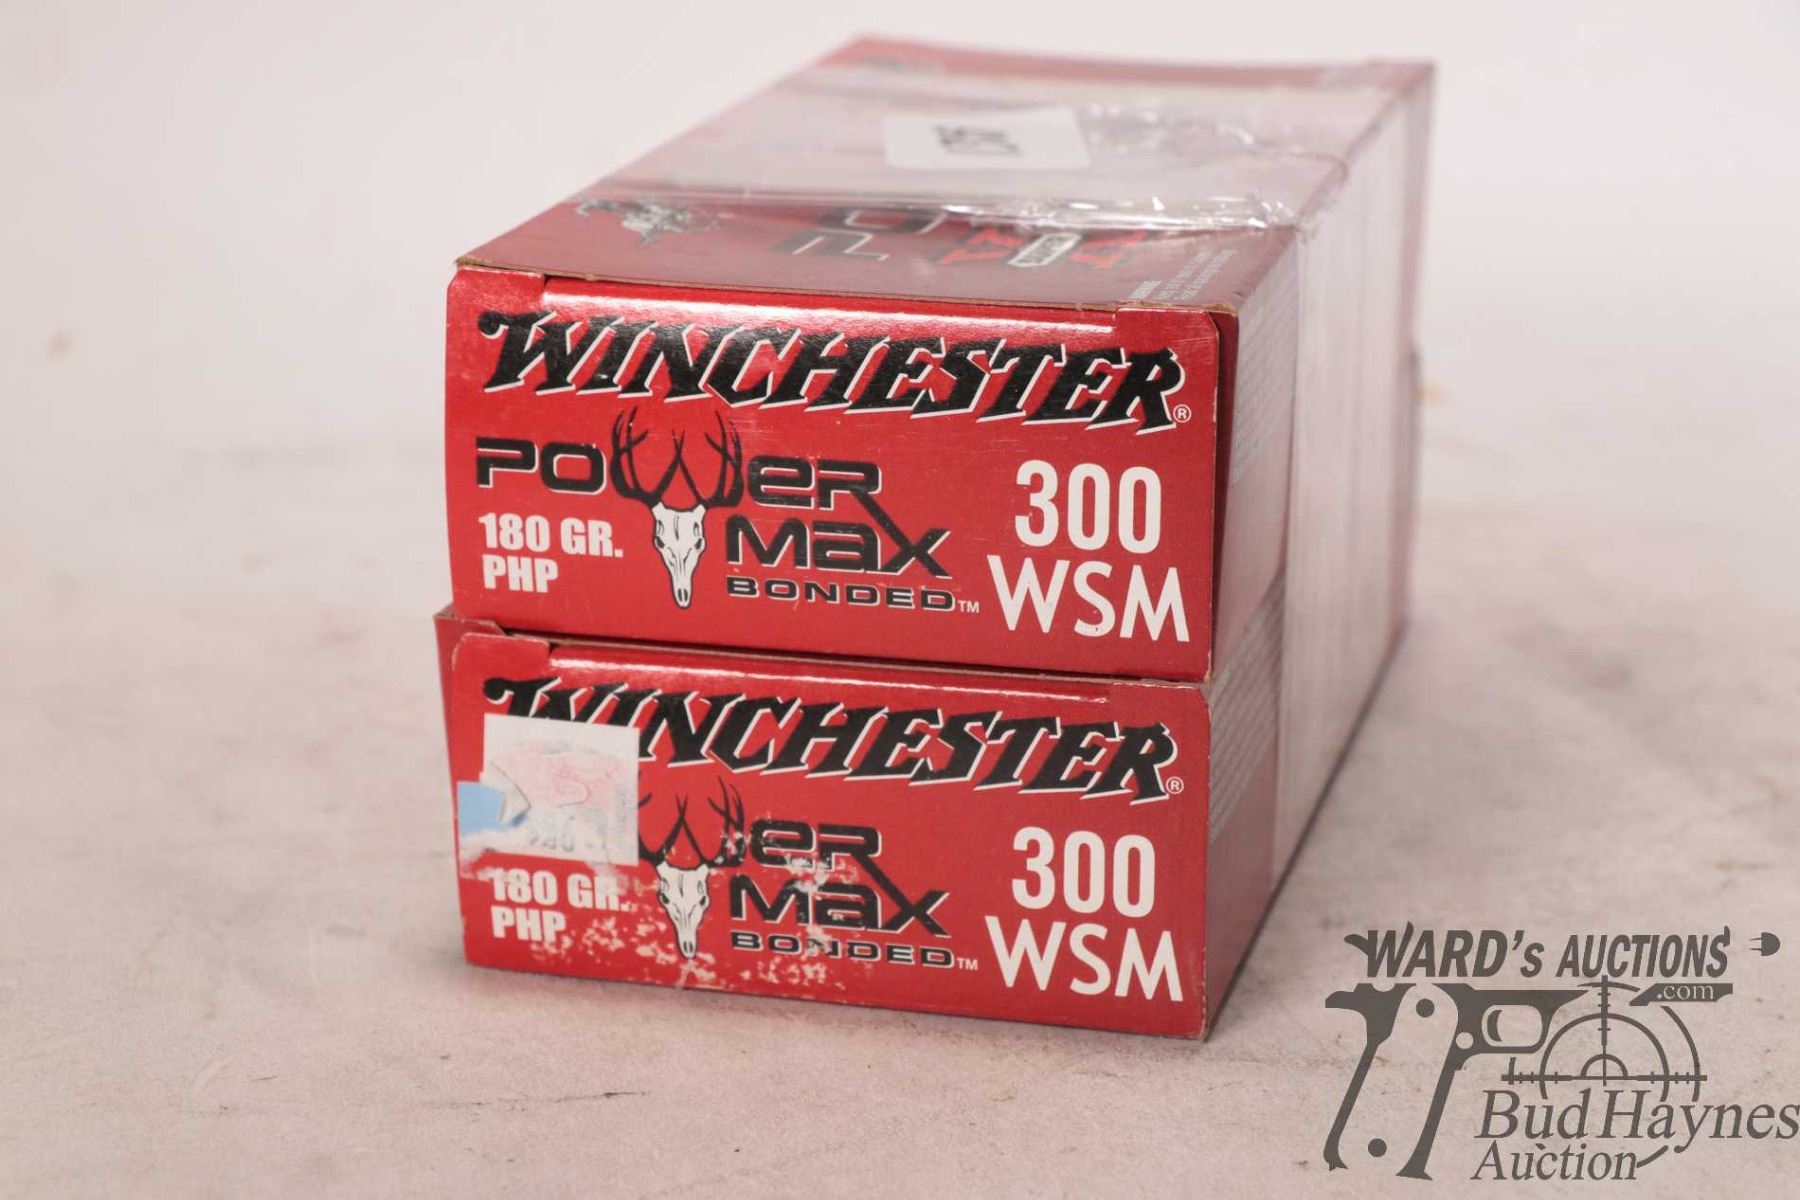 WINCHESTER®
POWER
MAX
BONDED™
180 GR.
PHP
300
WSM
WINCHESTER®
ER
MAX
BONDED™
180 GR.
PHP
300
WSM
WARD's AUCTIONS
.com
Bud Haynes
Auction